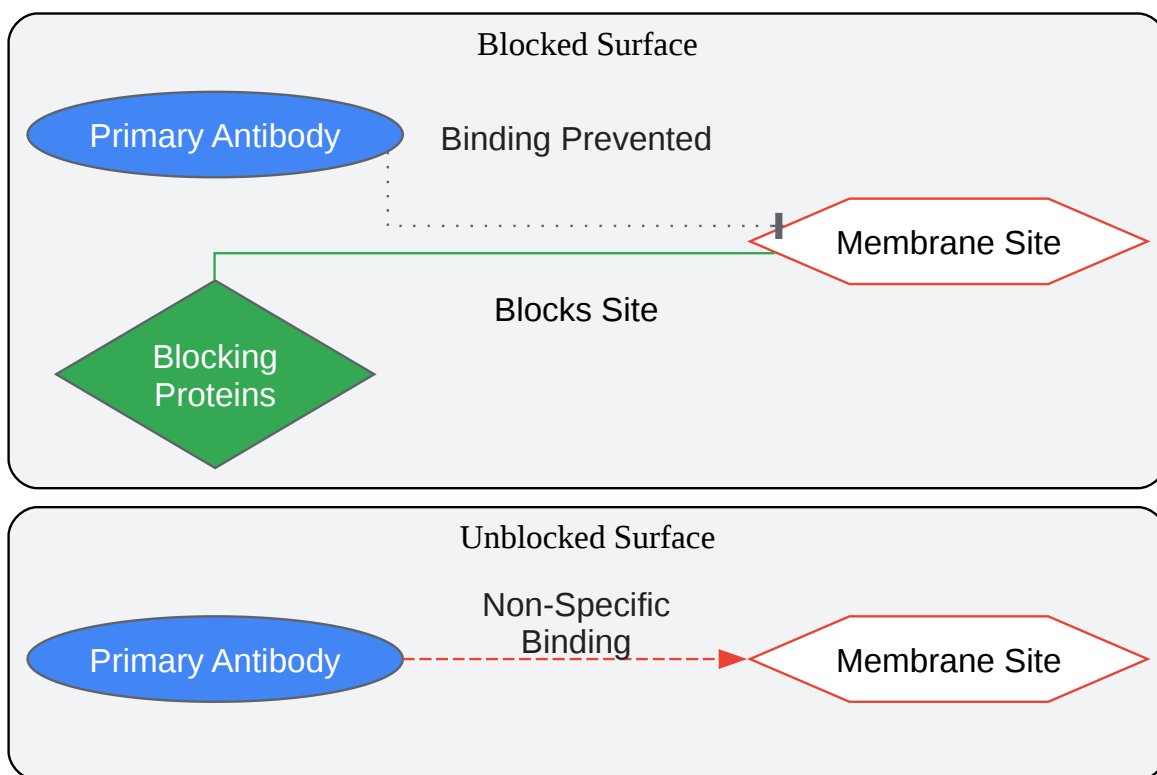 Blocked Surface
Primary Antibody
Binding Prevented
Membrane Site
Blocks Site
Blocking
Proteins
Unblocked Surface
Non-Specific
Binding
Primary Antibody
Membrane Site